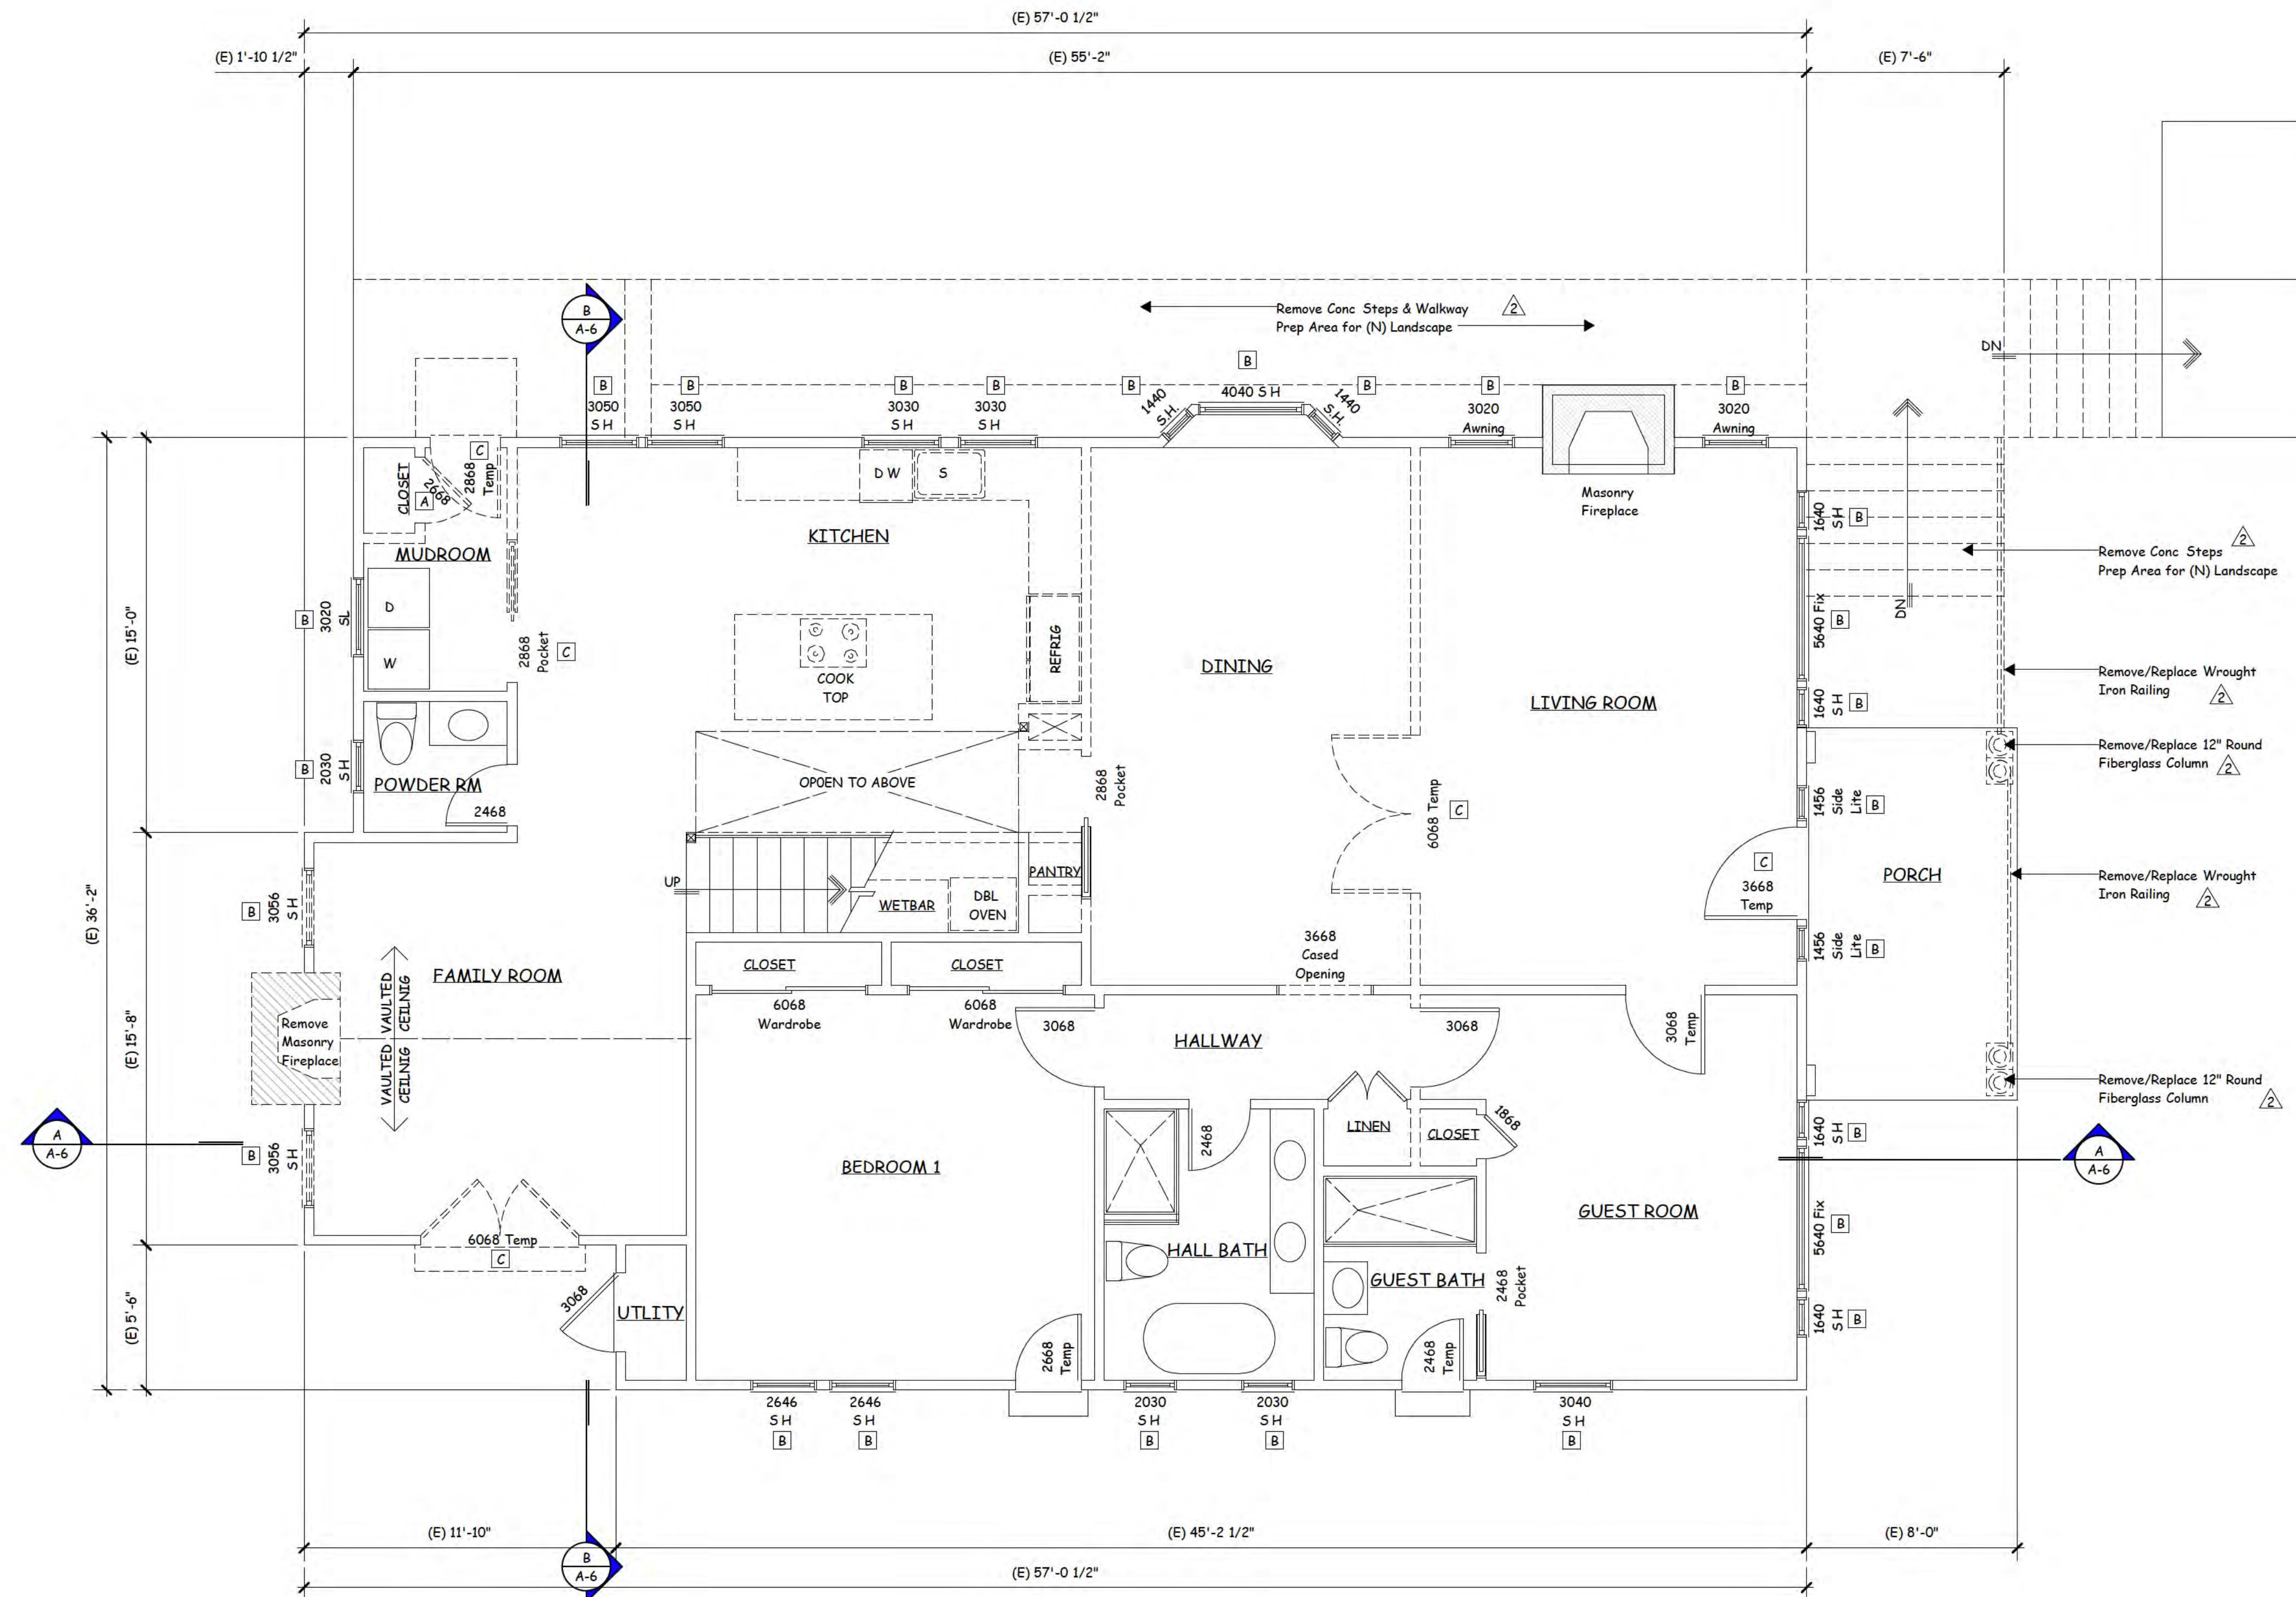 (E) 57'-0 1/2"
(E) 1'-10 1/2"
(E) 55'-2"
(E) 7'-6"
B
A-6
Remove Conc Steps & Walkway
2
Prep Area for (N) Landscape
DN
B
B
B
B
B
B
B
B
B
3050
S H
3050
S H
3030
S H
3030
S H
1440
S.H.
4040 S H
1440
S.H.
3020
Awning
3020
Awning
CLOSET
2668
A
C
2868
Temp
D W
S
Masonry
Fireplace
MUDROOM
KITCHEN
1640
S H
B
Remove Conc Steps
2
Prep Area for (N) Landscape
(E) 15'-0"
B
3020
SL
D
W
2868
Pocket
C
COOK
TOP
REFRIG
DINING
LIVING ROOM
5640 Fix
B
DN
Remove/Replace Wrought
Iron Railing
2
1640
S H
B
Remove/Replace 12" Round
Fiberglass Column
2
B
2030
S H
POWDER RM
2468
OPOEN TO ABOVE
2868
Pocket
6068 Temp
C
1456
Side
Lite
B
(E) 36'-2"
B
3056
S H
UP
WETBAR
DBL
OVEN
PANTRY
C
3668
Temp
PORCH
Remove/Replace Wrought
Iron Railing
2
3668
Cased
Opening
1456
Side
Lite
B
FAMILY ROOM
VAULTED
CEILNIG
VAULTED
CEILNIG
CLOSET
CLOSET
6068
Wardrobe
6068
Wardrobe
3068
HALLWAY
3068
3068
Temp
(E) 15'-8"
Remove
Masonry
Fireplace
Remove/Replace 12" Round
Fiberglass Column
2
A
A-6
B
3056
S H
BEDROOM 1
2468
LINEN
CLOSET
1868
1640
S H
B
A
A-6
GUEST ROOM
5640 Fix
B
6068 Temp
C
HALL BATH
GUEST BATH
2468
Pocket
(E) 5'-6"
3068
UTLITY
2668
Temp
2468
Temp
1640
S H
B
2646
S H
B
2646
S H
B
2030
S H
B
2030
S H
B
3040
S H
B
(E) 11'-10"
(E) 45'-2 1/2"
(E) 8'-0"
B
A-6
(E) 57'-0 1/2"